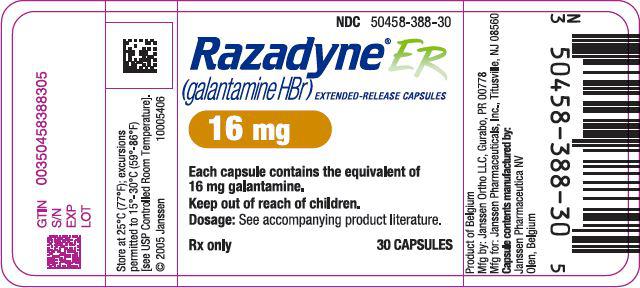 GTIN 00350458388305
S/N
EXP
LOT
Store at 25°C (77°F); excursions
permitted to 15°-30°C (59°-86°F)
[see USP Controlled Room Temperature].
© 2005 Janssen 10005406
NDC 50458-388-30
Razadyne® ER
(galantamine HBr) EXTENDED-RELEASE CAPSULES
16 mg
Each capsule contains the equivalent of
16 mg galantamine.
Keep out of reach of children.
Dosage: See accompanying product literature.
Rx only 30 CAPSULES
Product of Belgium
Mfg by: Janssen Ortho LLC, Gurabo, PR 00778
Mfg for: Janssen Pharmaceuticals, Inc., Titusville, NJ 08560
Capsule contents manufactured by:
Janssen Pharmaceutica NV
Olen, Belgium
N
3 50458-388-30 5